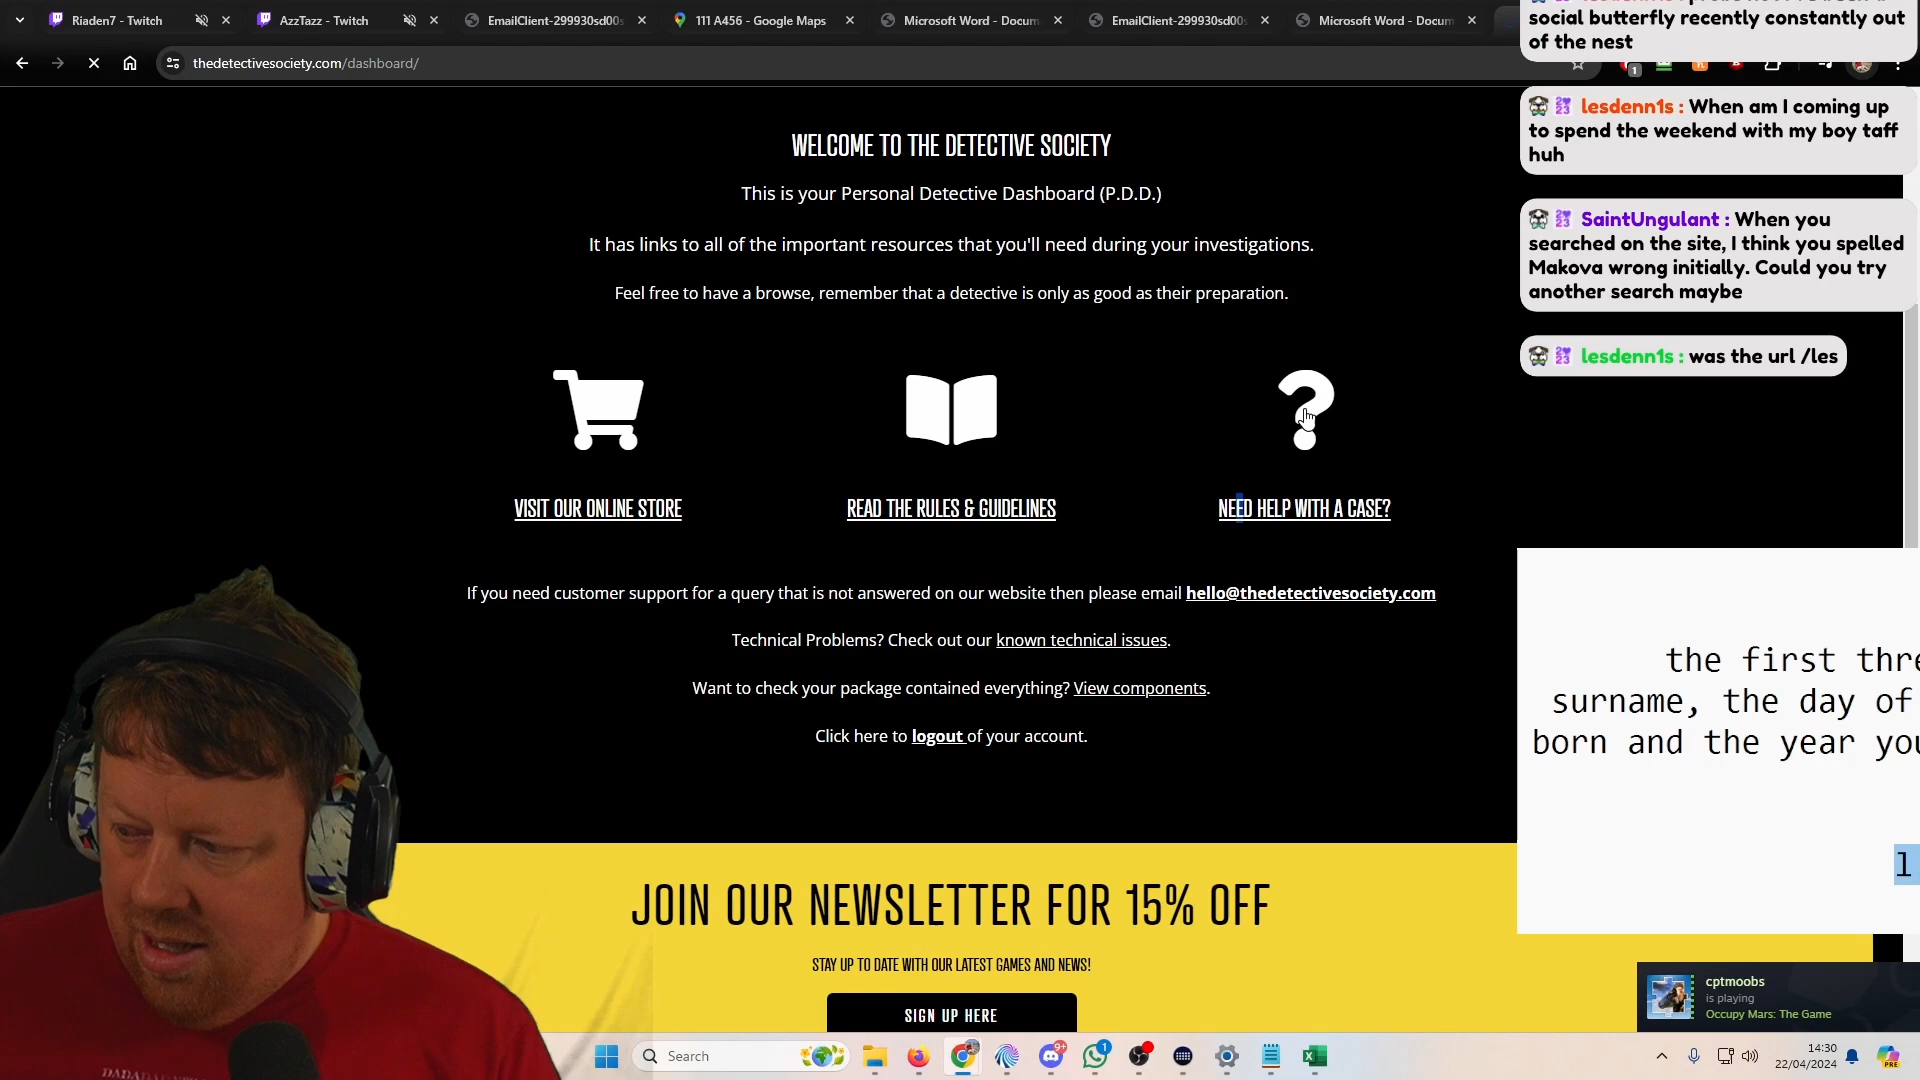 Riaden7 - Twitch
AzzTazz - Twitch
EmailClient-299930sd00s
111 A456 - Google Maps
Microsoft Word - Docum
EmailClient-299930sd00s
Microsoft Word - Docum
thedetectivesociety.com/dashboard/
social butterfly recently constantly out
of the nest
lesdenn1s : When am I coming up
to spend the weekend with my boy taff
huh
SaintUngulant : When you
searched on the site, I think you spelled
Makova wrong initially. Could you try
another search maybe
lesdenn1s : was the url /les
WELCOME TO THE DETECTIVE SOCIETY
This is your Personal Detective Dashboard (P.D.D.)
It has links to all of the important resources that you'll need during your investigations.
Feel free to have a browse, remember that a detective is only as good as their preparation.
VISIT OUR ONLINE STORE
READ THE RULES & GUIDELINES
NEED HELP WITH A CASE?
If you need customer support for a query that is not answered on our website then please email hello@thedetectivesociety.com
Technical Problems? Check out our known technical issues.
Want to check your package contained everything? View components.
Click here to logout of your account.
the first thre
surname, the day of
born and the year you
l
JOIN OUR NEWSLETTER FOR 15% OFF
STAY UP TO DATE WITH OUR LATEST GAMES AND NEWS!
SIGN UP HERE
cptmoobs
is playing
Occupy Mars: The Game
Search
9+
1
14:30
22/04/2024
PRE